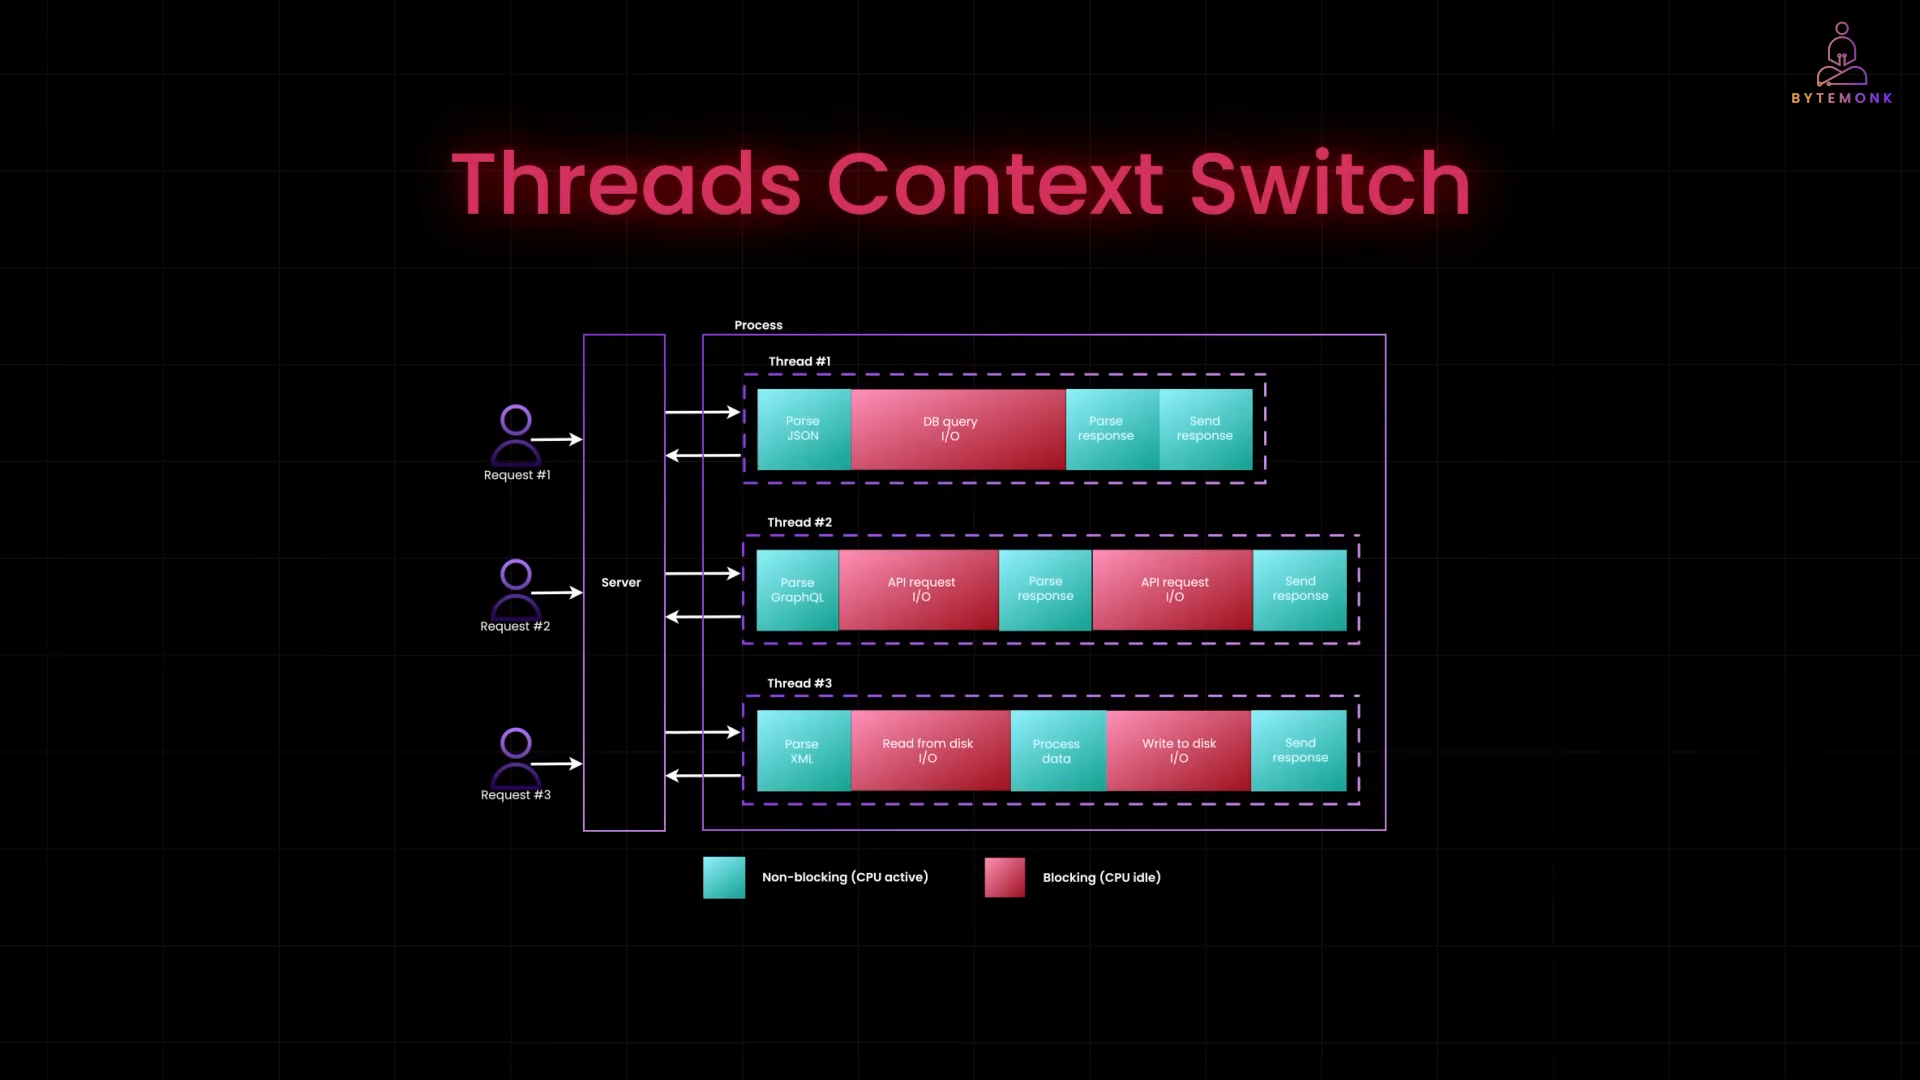 BYTEMONK
Threads Context Switch
Process
Thread #1
Parse
JSON
DB query
I/O
Parse
response
Send
response
Request #1
Thread #2
Server
Parse
GraphQL
API request
I/O
Parse
response
API request
I/O
Send
response
Request #2
Thread #3
Parse
XML
Read from disk
I/O
Process
data
Write to disk
I/O
Send
response
Request #3
Non-blocking (CPU active)
Blocking (CPU idle)